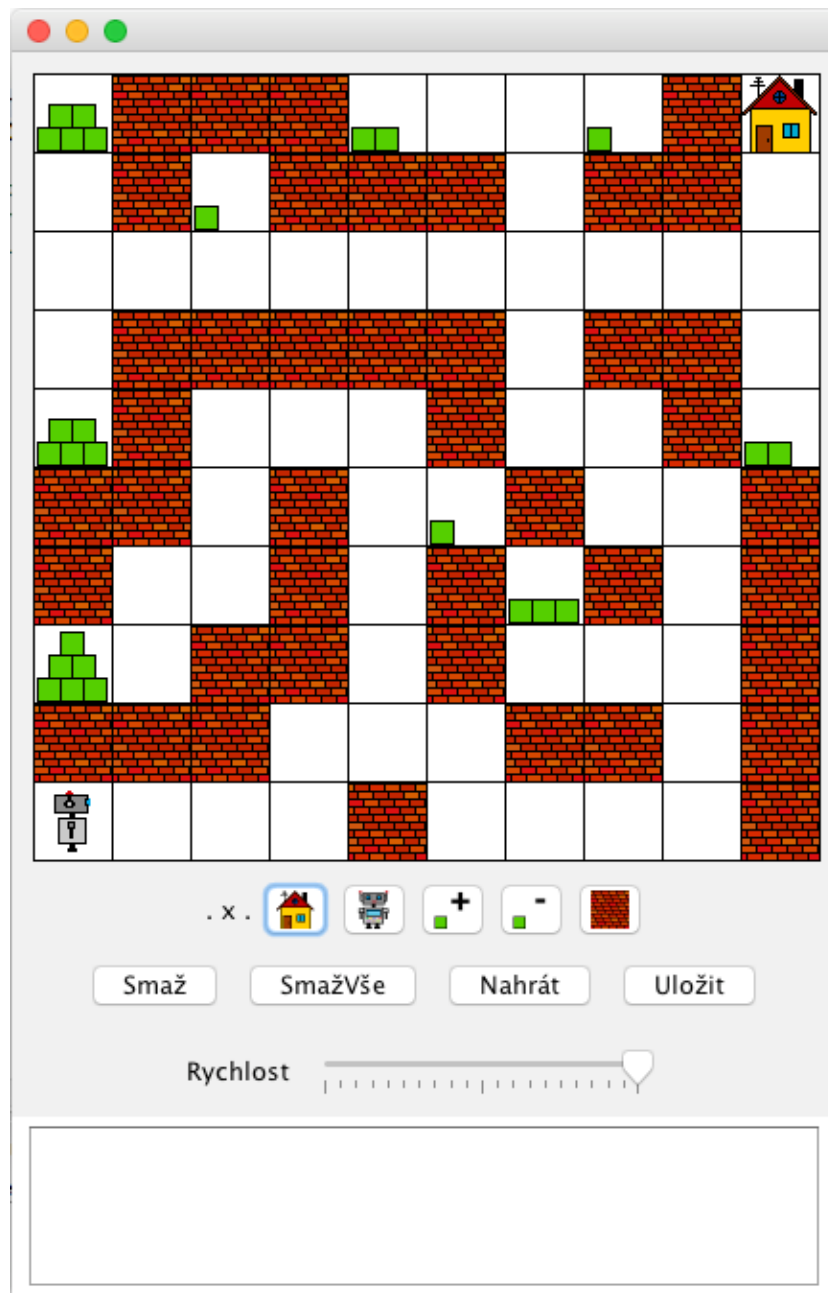 . x .
+ -
Smaž SmažVše Nahrát Uložit
Rychlost